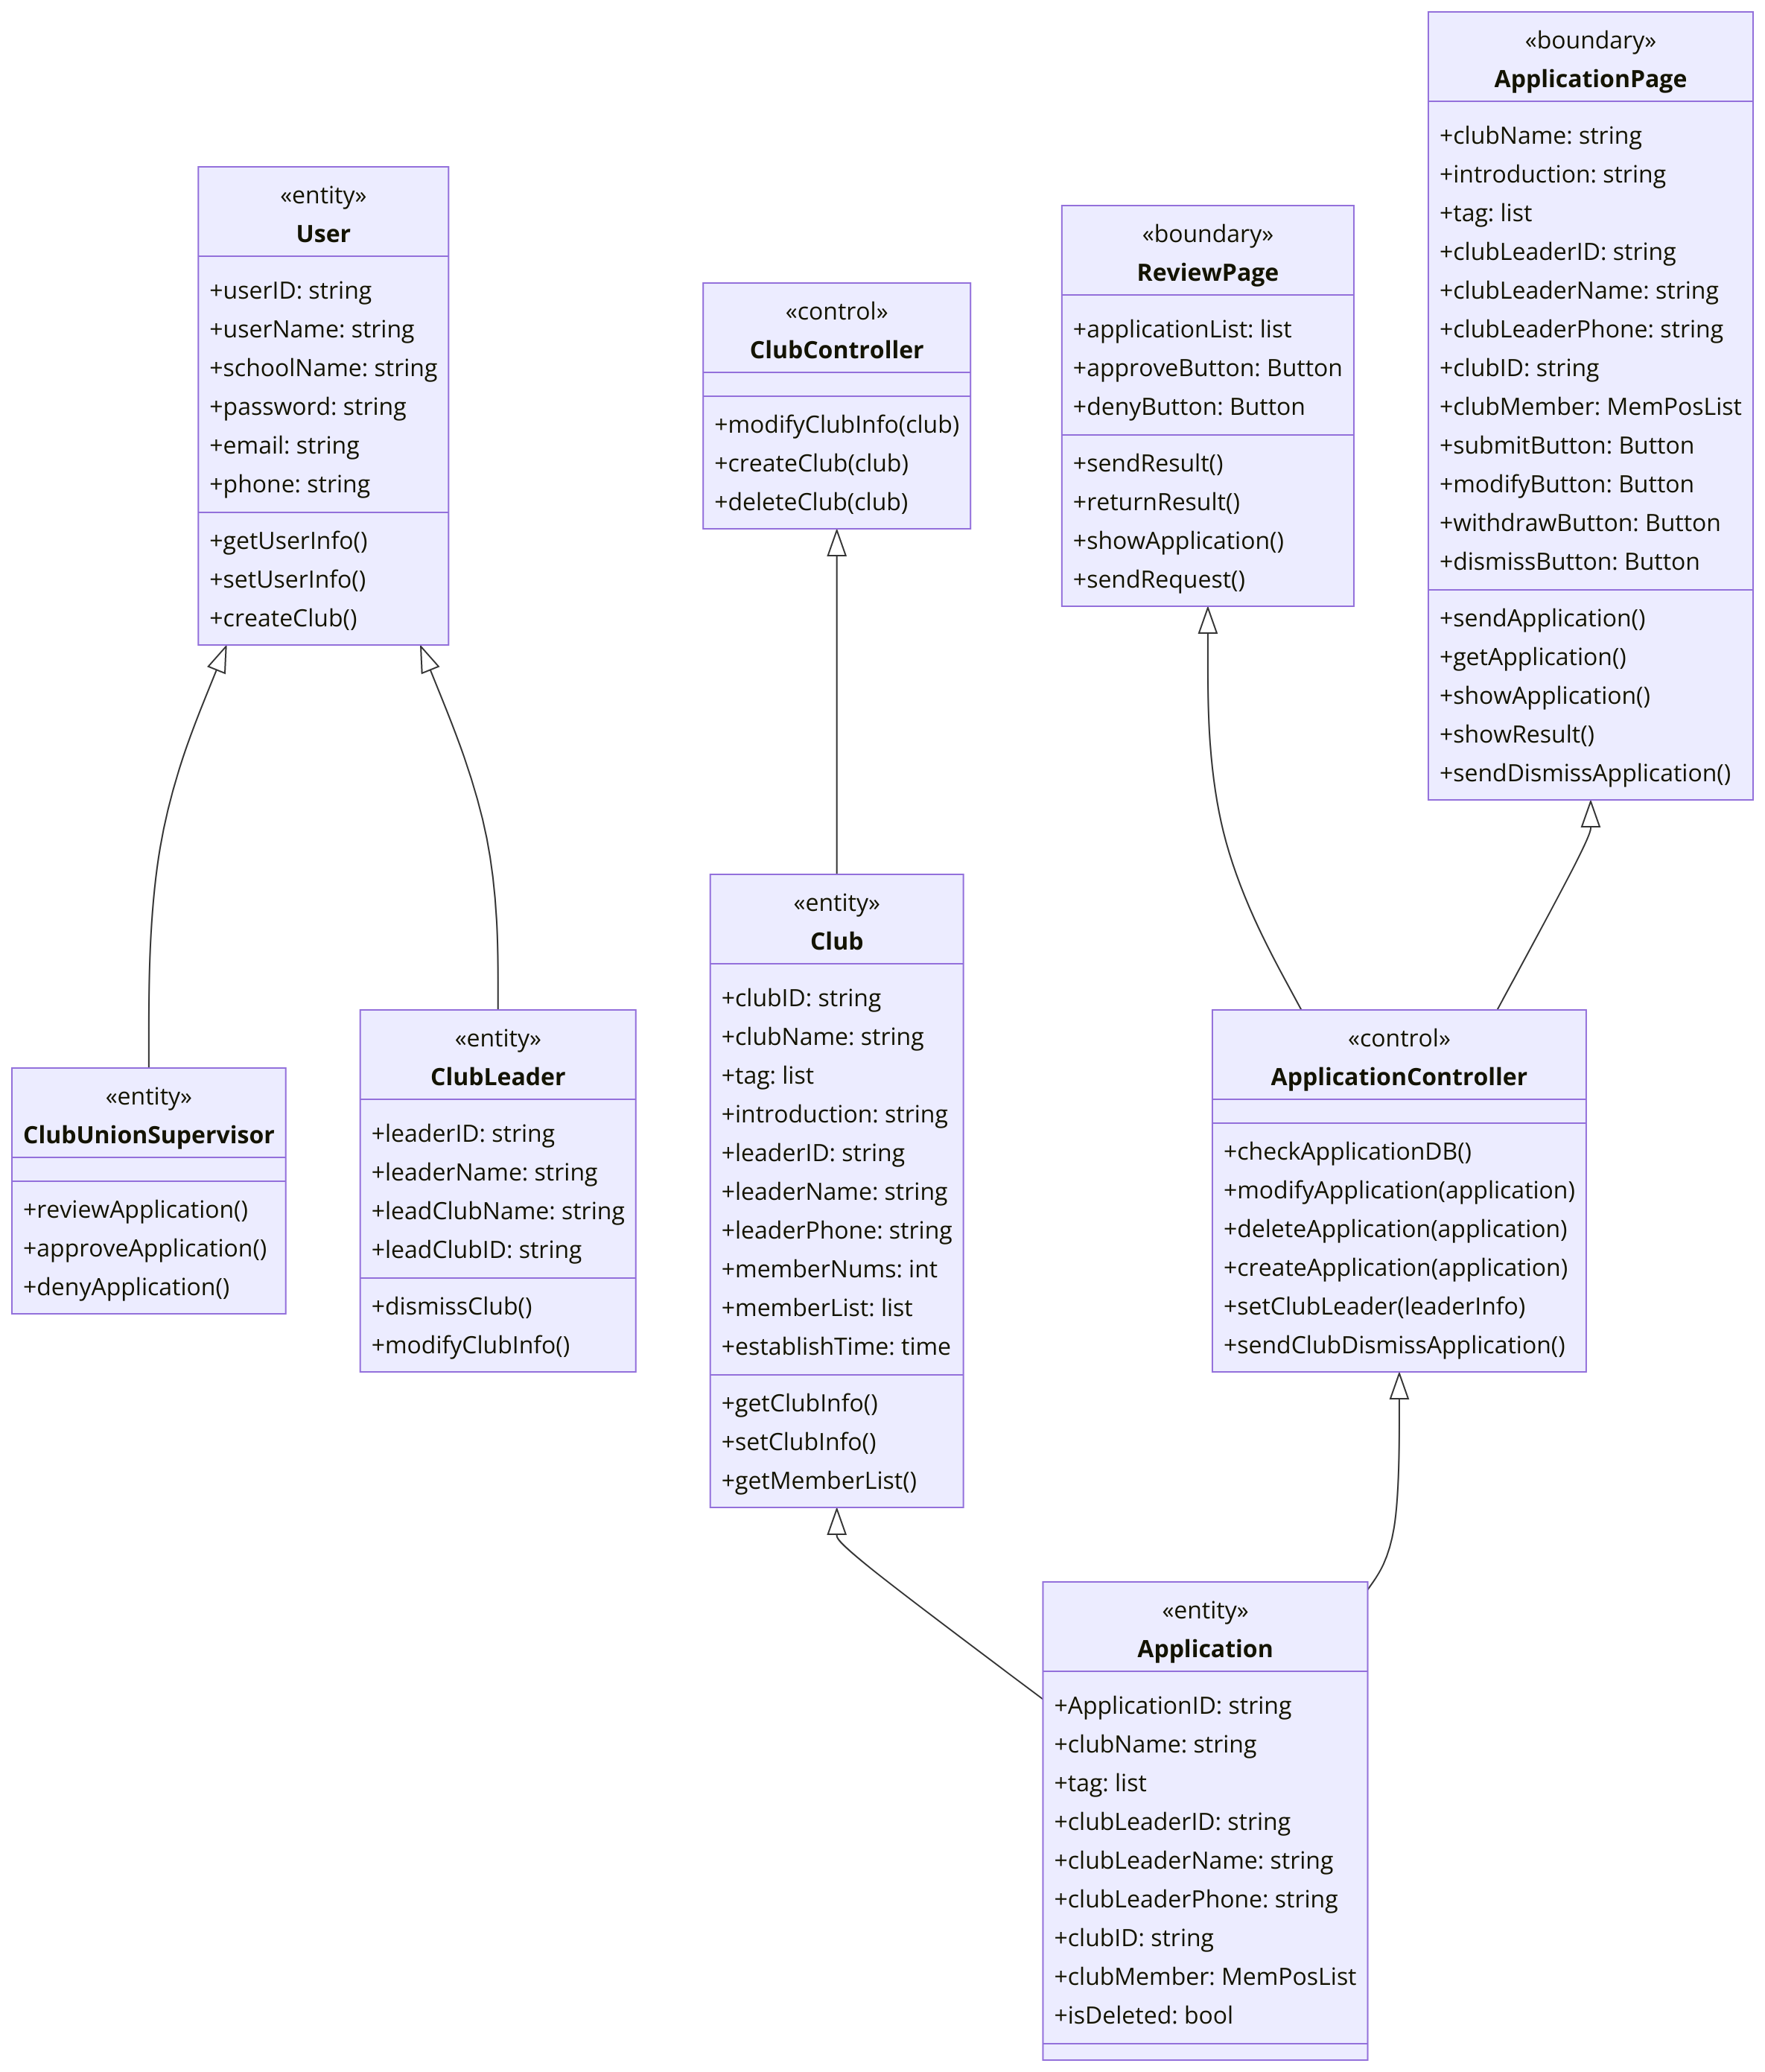 «boundary»
ApplicationPage
+clubName: string
+introduction: string
+tag: list
+clubLeaderID: string
+clubLeaderName: string
+clubLeaderPhone: string
+clubID: string
+clubMember: MemPosList
+submitButton: Button
+modifyButton: Button
+withdrawButton: Button
+dismissButton: Button
+sendApplication()
+getApplication()
+showApplication()
+showResult()
+sendDismissApplication()
«entity»
User
+userID: string
+userName: string
+schoolName: string
+password: string
+email: string
+phone: string
+getUserInfo()
+setUserInfo()
+createClub()
«control»
ClubController
+modifyClubInfo(club)
+createClub(club)
+deleteClub(club)
«boundary»
ReviewPage
+applicationList: list
+approveButton: Button
+denyButton: Button
+sendResult()
+returnResult()
+showApplication()
+sendRequest()
«entity»
ClubUnionSupervisor
+reviewApplication()
+approveApplication()
+denyApplication()
«entity»
ClubLeader
+leaderID: string
+leaderName: string
+leadClubName: string
+leadClubID: string
+dismissClub()
+modifyClubInfo()
«entity»
Club
+clubID: string
+clubName: string
+tag: list
+introduction: string
+leaderID: string
+leaderName: string
+leaderPhone: string
+memberNums: int
+memberList: list
+establishTime: time
+getClubInfo()
+setClubInfo()
+getMemberList()
«control»
ApplicationController
+checkApplicationDB()
+modifyApplication(application)
+deleteApplication(application)
+createApplication(application)
+setClubLeader(leaderInfo)
+sendClubDismissApplication()
«entity»
Application
+ApplicationID: string
+clubName: string
+tag: list
+clubLeaderID: string
+clubLeaderName: string
+clubLeaderPhone: string
+clubID: string
+clubMember: MemPosList
+isDeleted: bool